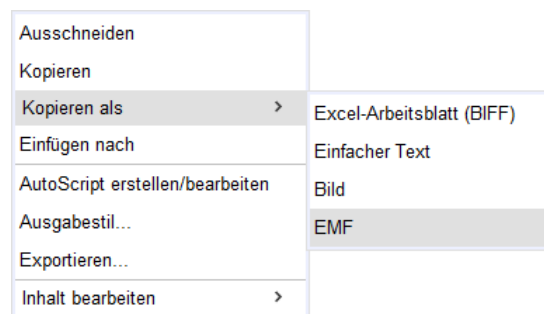 Ausschneiden
Kopieren
Kopieren als
Einfügen nach
AutoScript erstellen/bearbeiten
Ausgabestil...
Exportieren...
Inhalt bearbeiten
Excel-Arbeitsblatt (BIFF)
Einfacher Text
Bild
EMF